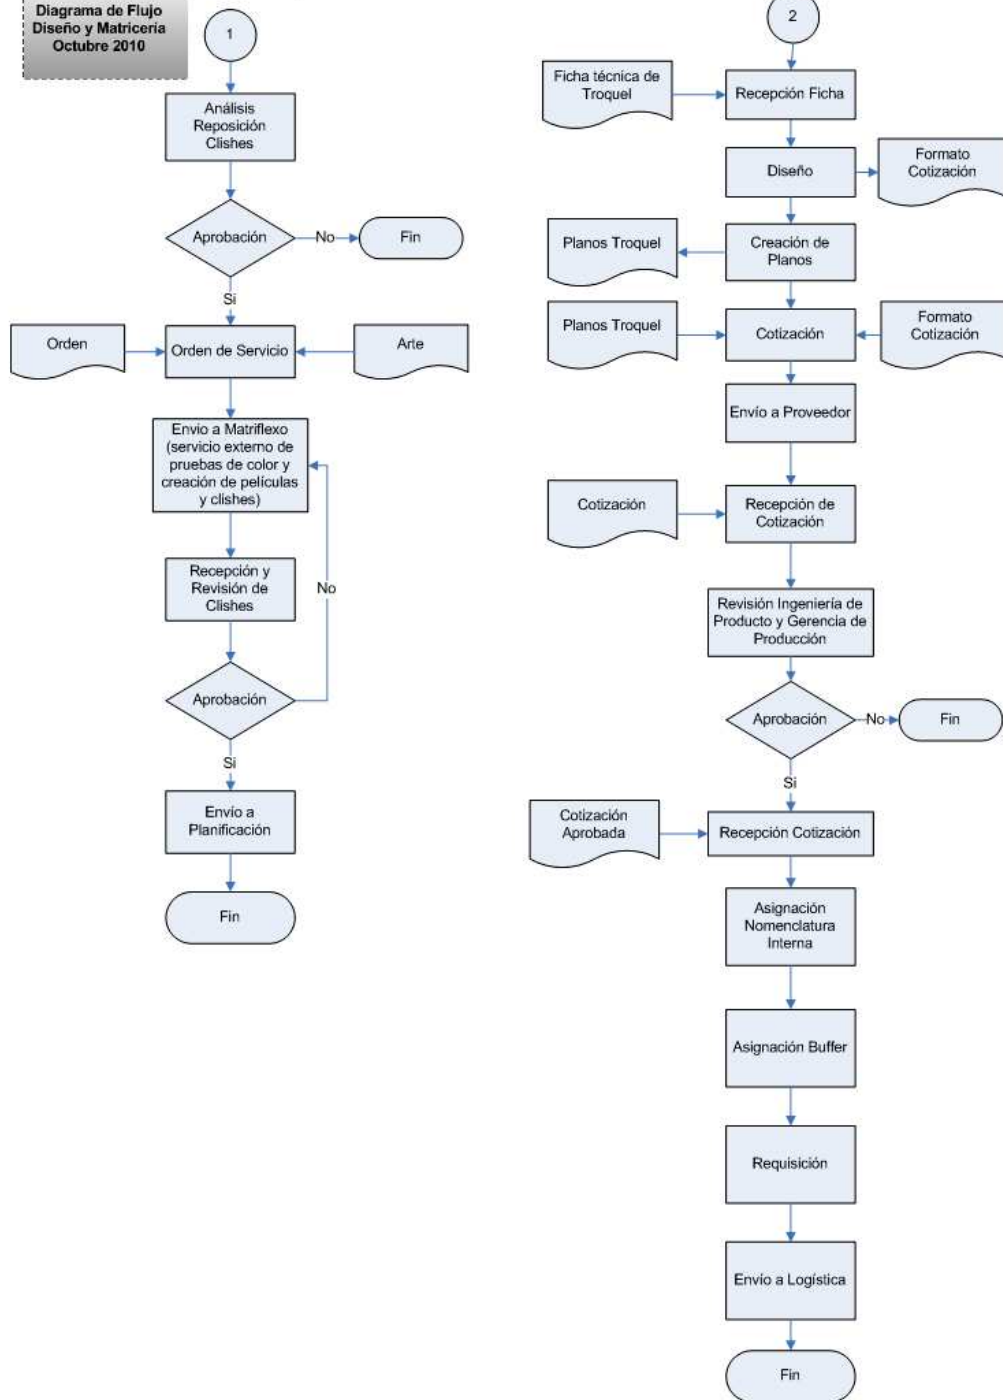 Diagrama de Flujo
Diseño y Matricería
Octubre 2010
1
Análisis
Reposición
Clishes
Aprobación
No
Fin
Si
Orden
Orden de Servicio
Arte
Envio a Matriflexo
(servicio externo de
pruebas de color y
creación de películas
y clishes)
Recepción y
Revisión de
Clishes
No
Aprobación
Si
Envío a
Planificación
Fin
2
Ficha técnica de
Troquel
Recepción Ficha
Diseño
Formato
Cotización
Planos Troquel
Creación de
Planos
Planos Troquel
Cotización
Formato
Cotización
Envío a Proveedor
Cotización
Recepción de
Cotización
Revisión Ingeniería de
Producto y Gerencia de
Producción
Aprobación
No
Fin
Si
Cotización
Aprobada
Recepción Cotización
Asignación
Nomenclatura
Interna
Asignación Buffer
Requisición
Envío a Logística
Fin